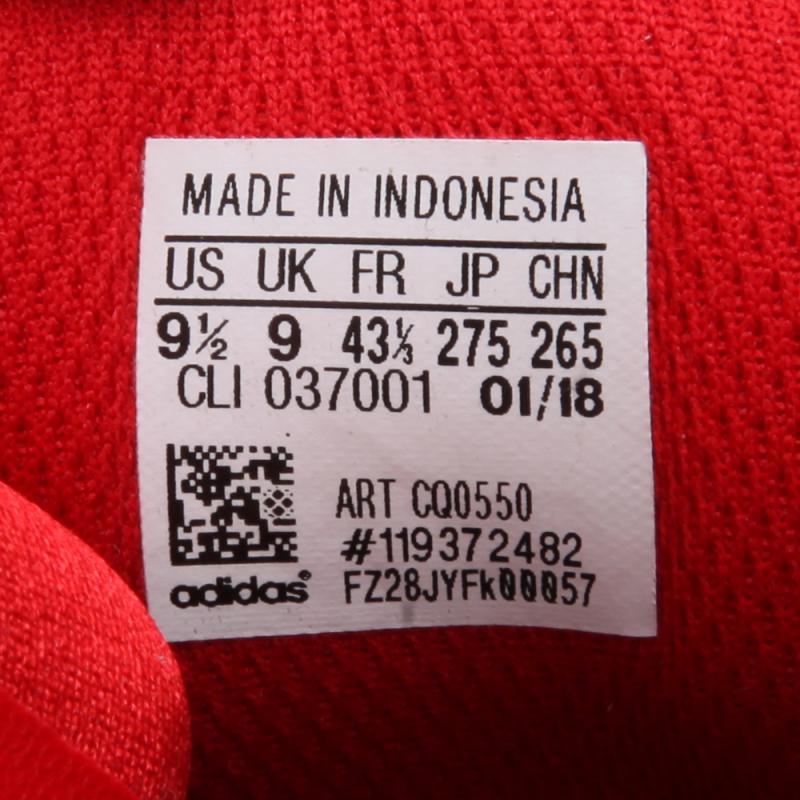 MADE IN INDONESIA
US UK FR JP CHN
9½ 9 43⅓ 275 265
CLI 037001 01/18
ART CQ0550
#119372482
adidas® FZ28JYFk00057